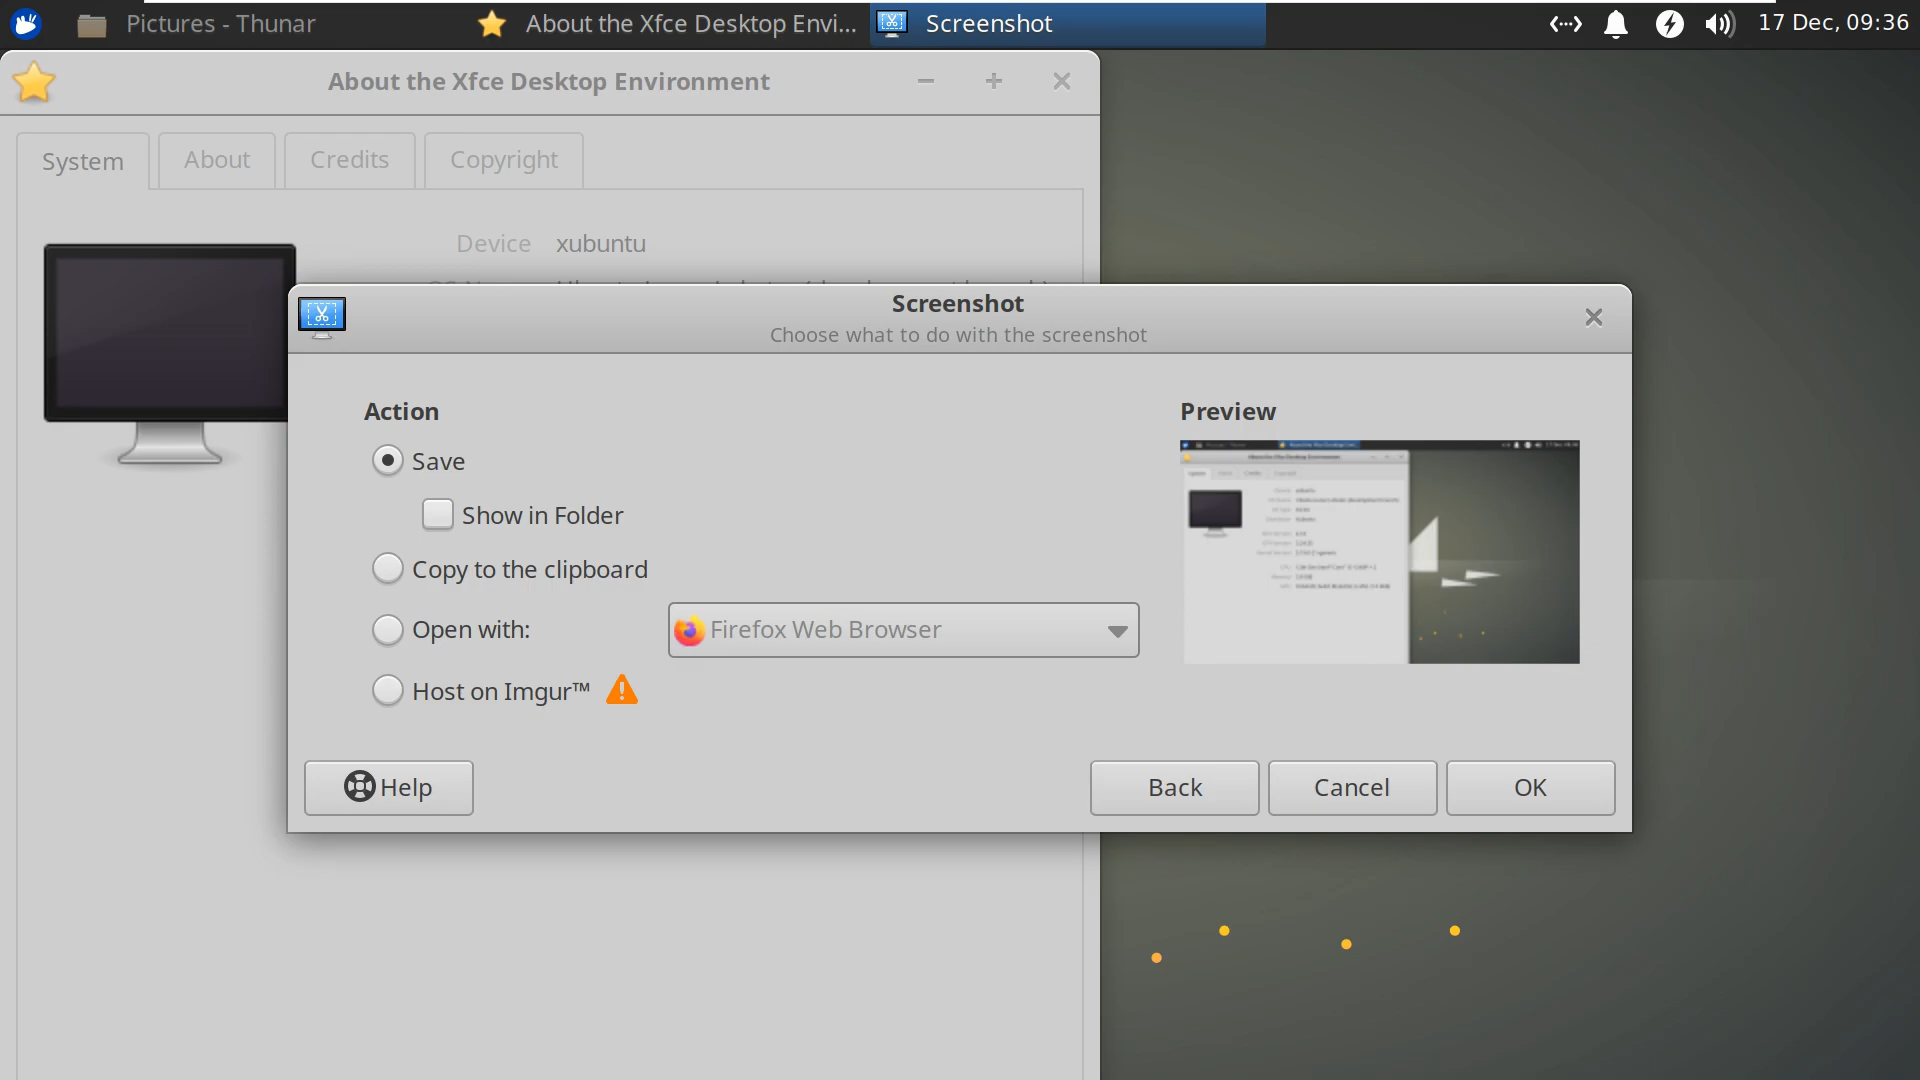 Pictures - Thunar
About the Xfce Desktop Envi...
Screenshot
17 Dec, 09:36
About the Xfce Desktop Environment
System
About
Credits
Copyright
Device xubuntu
Screenshot
Choose what to do with the screenshot
Action
Preview
Save
Show in Folder
Copy to the clipboard
Open with:
Firefox Web Browser
Host on Imgur™
Help
Back
Cancel
OK